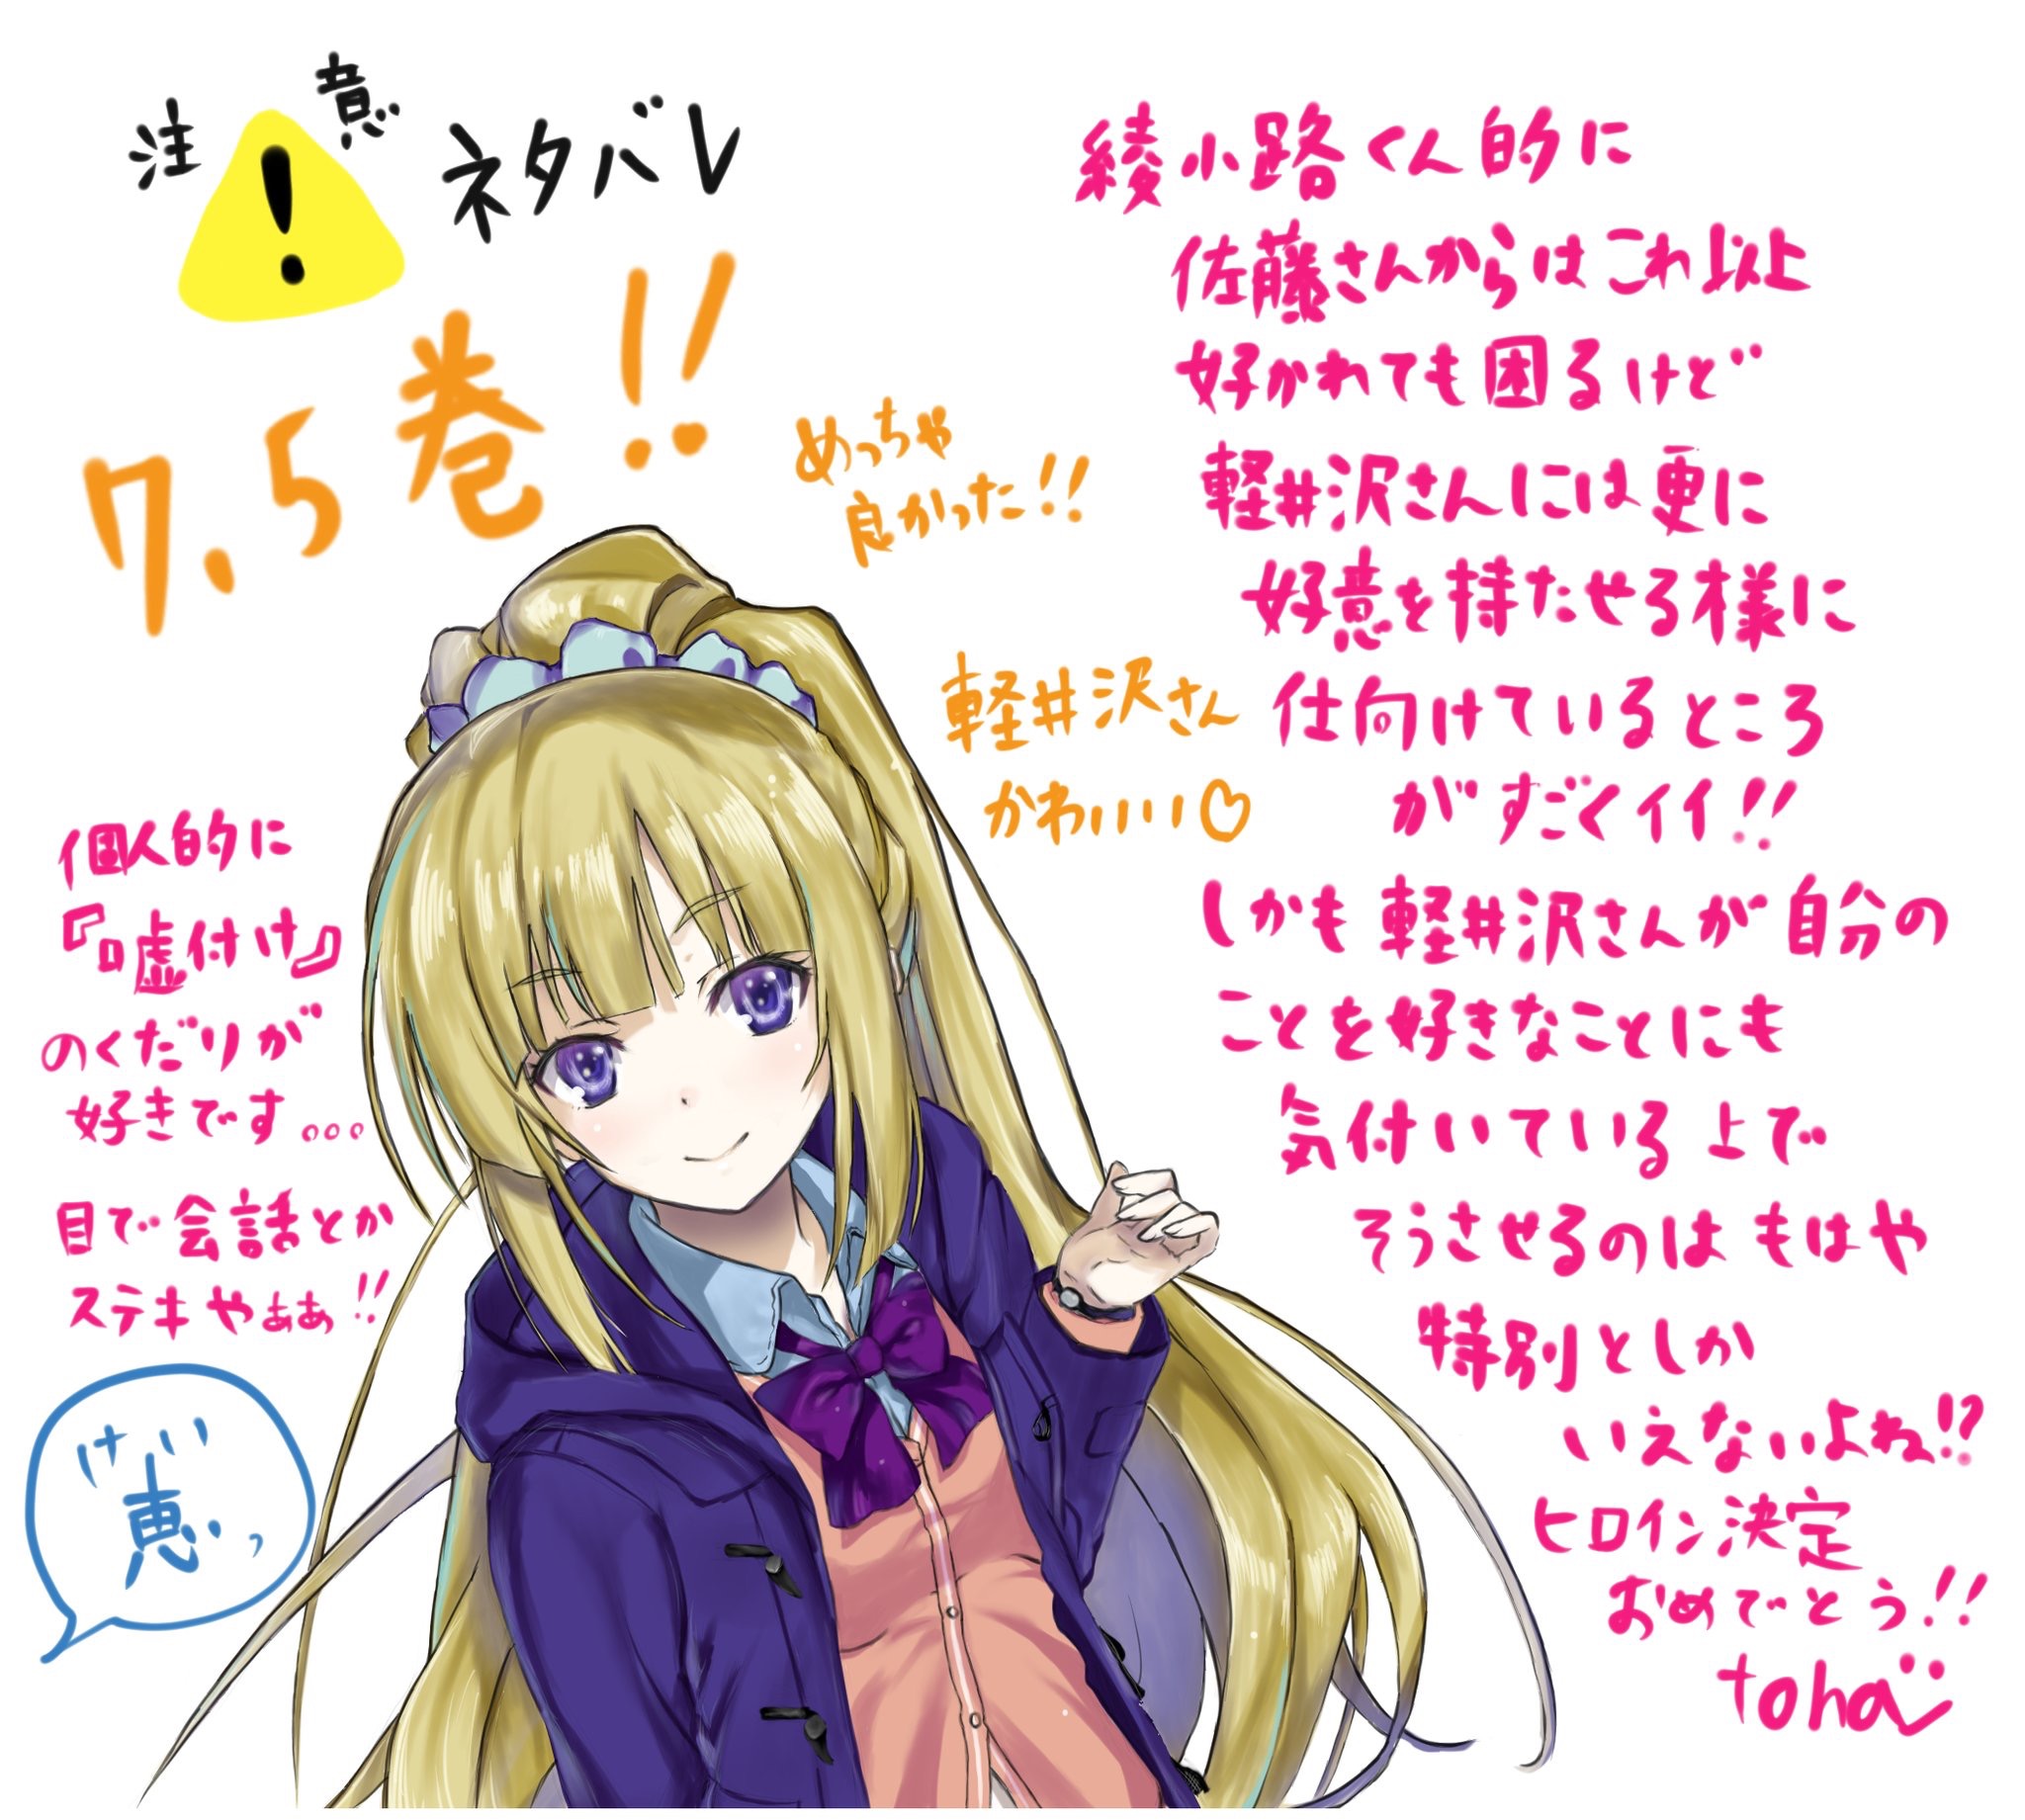 注意 ネタバレ
7.5巻!!
めっちゃ
良かった!!
軽井沢さん
かわいい♡
綾小路くん的に
佐藤さんからはこれ以上
好かれても困るけど
軽井沢さんには更に
好意を持たせる様に
仕向けているところ
がすごくイイ!!
しかも軽井沢さんが自分の
ことを好きなことにも
気付いている上で
そうさせるのはもはや
特別としか
いえないよね!?
ヒロイン決定
おめでとう!!
toha
個人的に
『嘘付け』
のくだりが
好きです...
目で会話とか
ステキやぁぁ!!
けい
恵っ